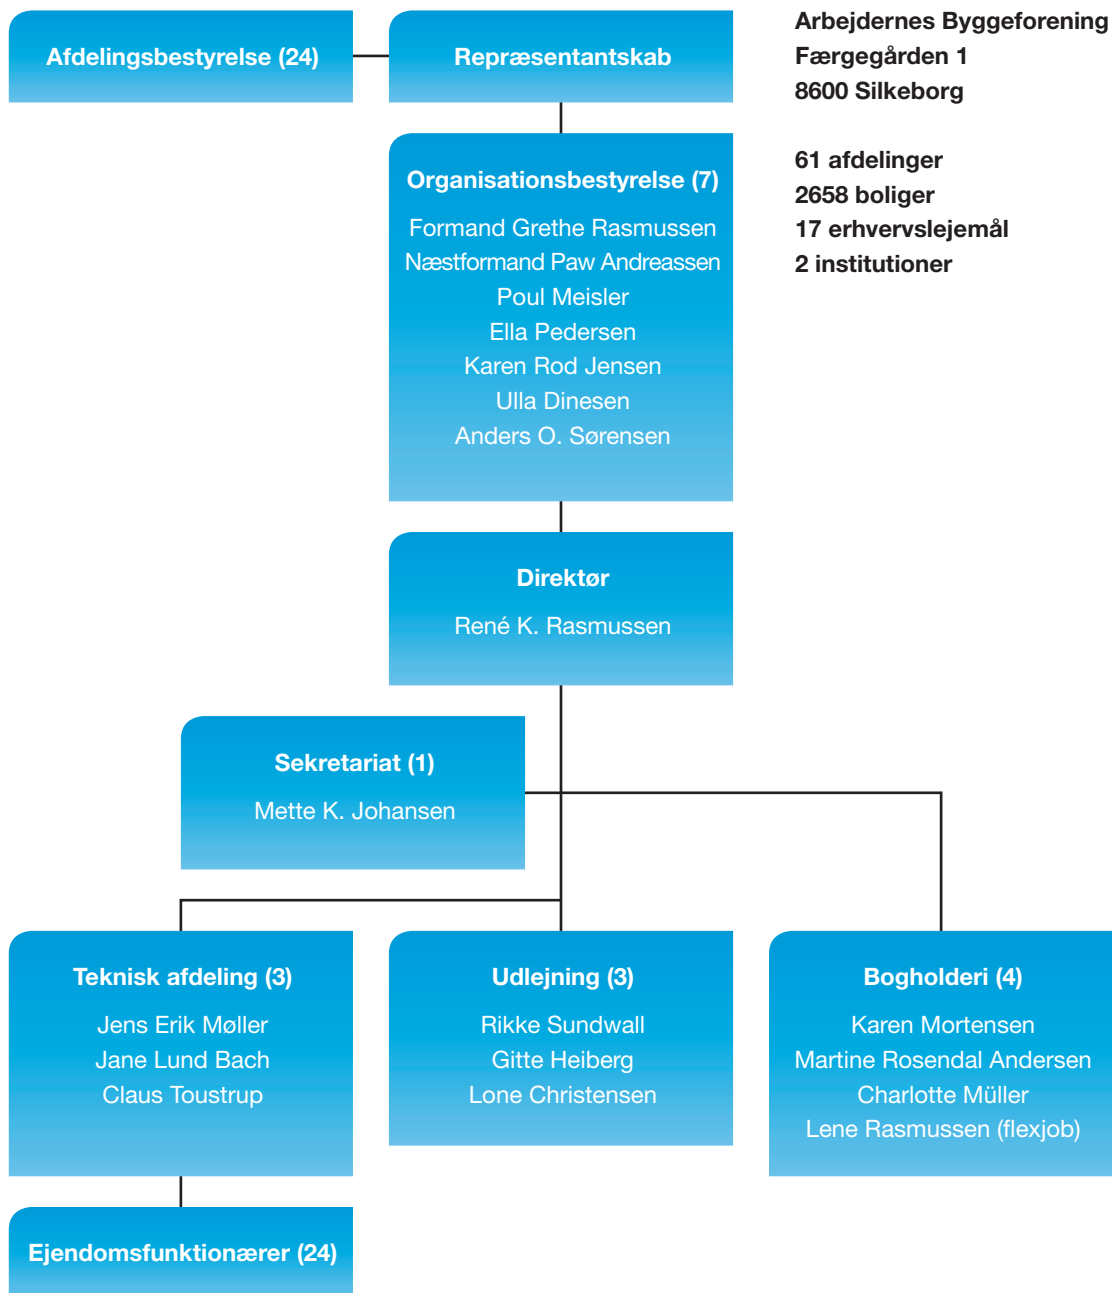 Afdelingsbestyrelse (24)
Repræsentantskab
Arbejdernes Byggeforening
Færgegården 1
8600 Silkeborg
61 afdelinger
2658 boliger
17 erhvervslejemål
2 institutioner
Organisationsbestyrelse (7)
Formand Grethe Rasmussen
Næstformand Paw Andreassen
Poul Meisler
Ella Pedersen
Karen Rod Jensen
Ulla Dinesen
Anders O. Sørensen
Direktør
René K. Rasmussen
Sekretariat (1)
Mette K. Johansen
Teknisk afdeling (3)
Jens Erik Møller
Jane Lund Bach
Claus Toustrup
Udlejning (3)
Rikke Sundwall
Gitte Heiberg
Lone Christensen
Bogholderi (4)
Karen Mortensen
Martine Rosendal Andersen
Charlotte Müller
Lene Rasmussen (flexjob)
Ejendomsfunktionærer (24)